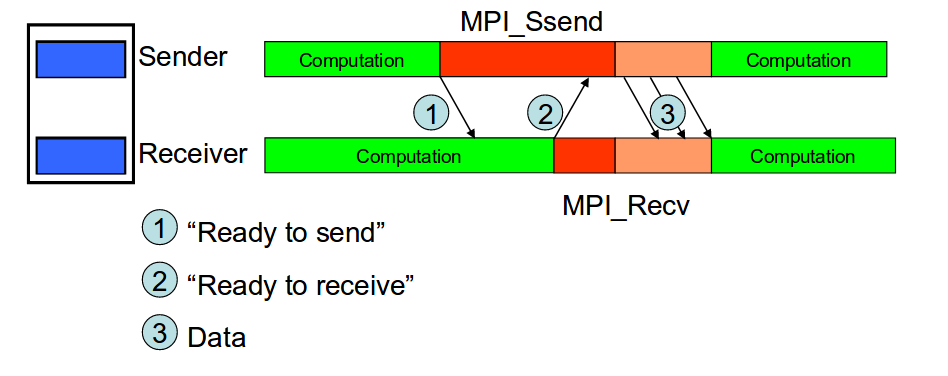 MPI_Ssend
Sender Computation Computation
1 2 3
Receiver Computation Computation
MPI_Recv
1 “Ready to send”
2 “Ready to receive”
3 Data